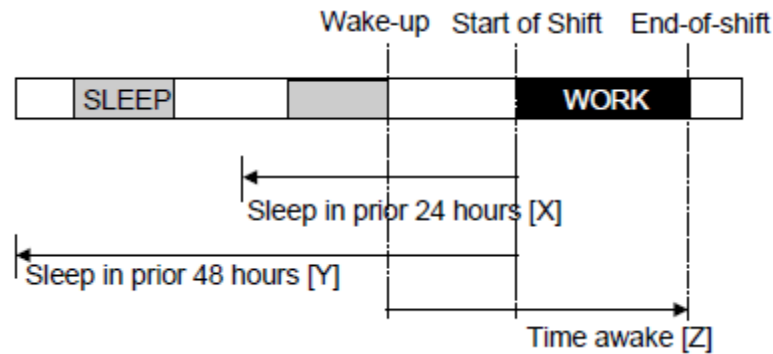 Wake-up Start of Shift End-of-shift
SLEEP WORK
Sleep in prior 24 hours [X]
Sleep in prior 48 hours [Y]
Time awake [Z]